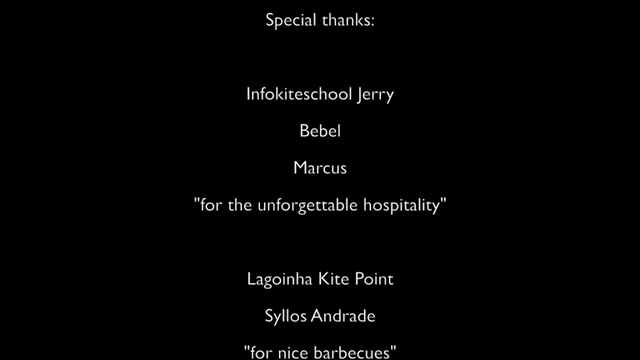 Special thanks:
Infokiteschool Jerry
Bebel
Marcus
"for the unforgettable hospitality"
Lagoinha Kite Point
Syllos Andrade
"for nice barbecues"